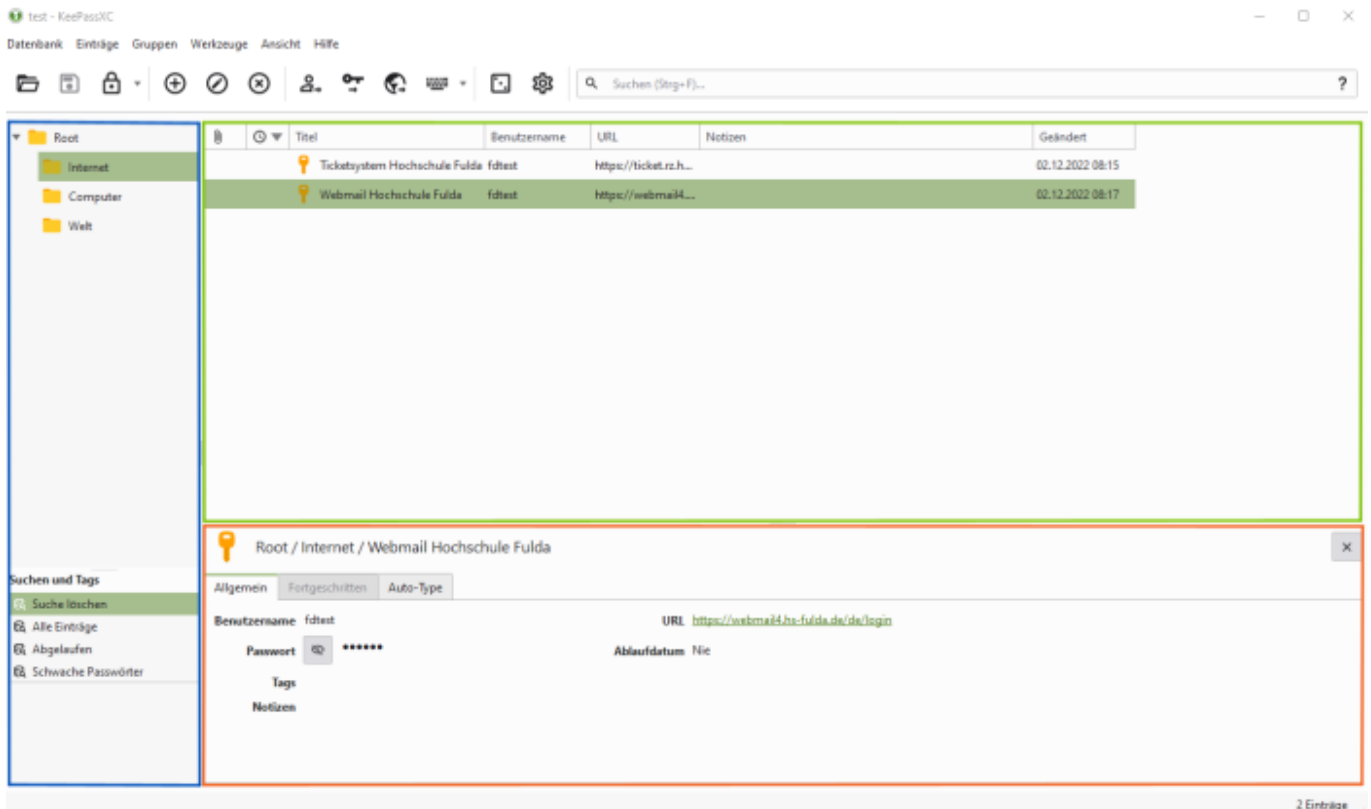 test - KeePassXC
Datenbank Einträge Gruppen Werkzeuge Ansicht Hilfe
Suchen (Strg+F)...
?
Root
Internet
Computer
Welt
Suchen und Tags
Suche löschen
Alle Einträge
Abgelaufen
Schwache Passwörter
Titel Benutzername URL Notizen Geändert
Ticketsystem Hochschule Fulda fdtest https://ticket.rz.h... 02.12.2022 08:15
Webmail Hochschule Fulda fdtest https://webmail4.... 02.12.2022 08:17
Root / Internet / Webmail Hochschule Fulda
Allgemein Fortgeschritten Auto-Type
Benutzername fdtest URL https://webmail4.hs-fulda.de/de/login
Passwort ●●●●●● Ablaufdatum Nie
Tags
Notizen
2 Einträge